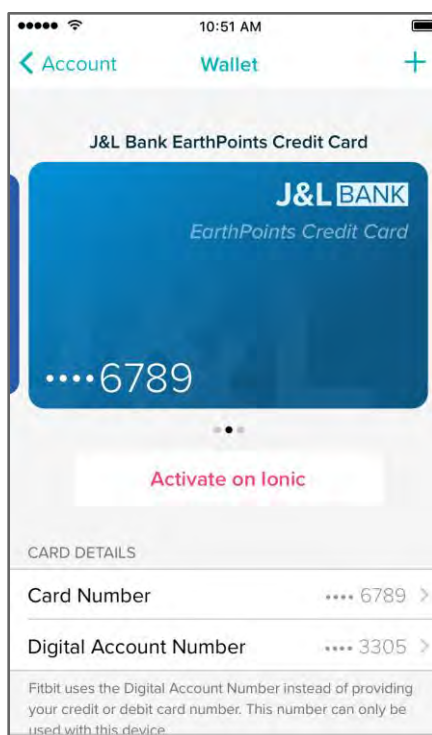 10:51 AM
Account
Wallet
J&L Bank EarthPoints Credit Card
J&L BANK
EarthPoints Credit Card
••••6789
Activate on Ionic
CARD DETAILS
Card Number •••• 6789
Digital Account Number •••• 3305
Fitbit uses the Digital Account Number instead of providing
your credit or debit card number. This number can only be
used with this device